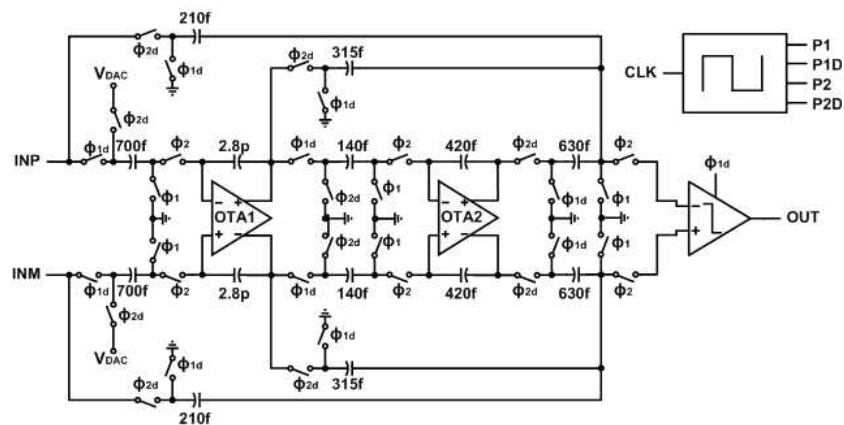 210f
ϕ2d
315f
P1
ϕ1d
ϕ2d
P1D
VDAC
CLK
P2
ϕ1d
P2D
ϕ2d
ϕ1d 700f ϕ2 2.8p ϕ1d 140f ϕ2 420f ϕ2d 630f ϕ2
INP
ϕ1d
ϕ1 ϕ2d ϕ1 ϕ1d ϕ1
− + OTA1 + − − + OTA2 + − − + OUT
ϕ1 ϕ2d ϕ1 ϕ1d ϕ1
INM
ϕ1d 700f ϕ2 2.8p ϕ1d 140f ϕ2 420f ϕ2d 630f ϕ2
ϕ2d
ϕ1d
VDAC
ϕ1d
ϕ2d 315f
ϕ2d
210f